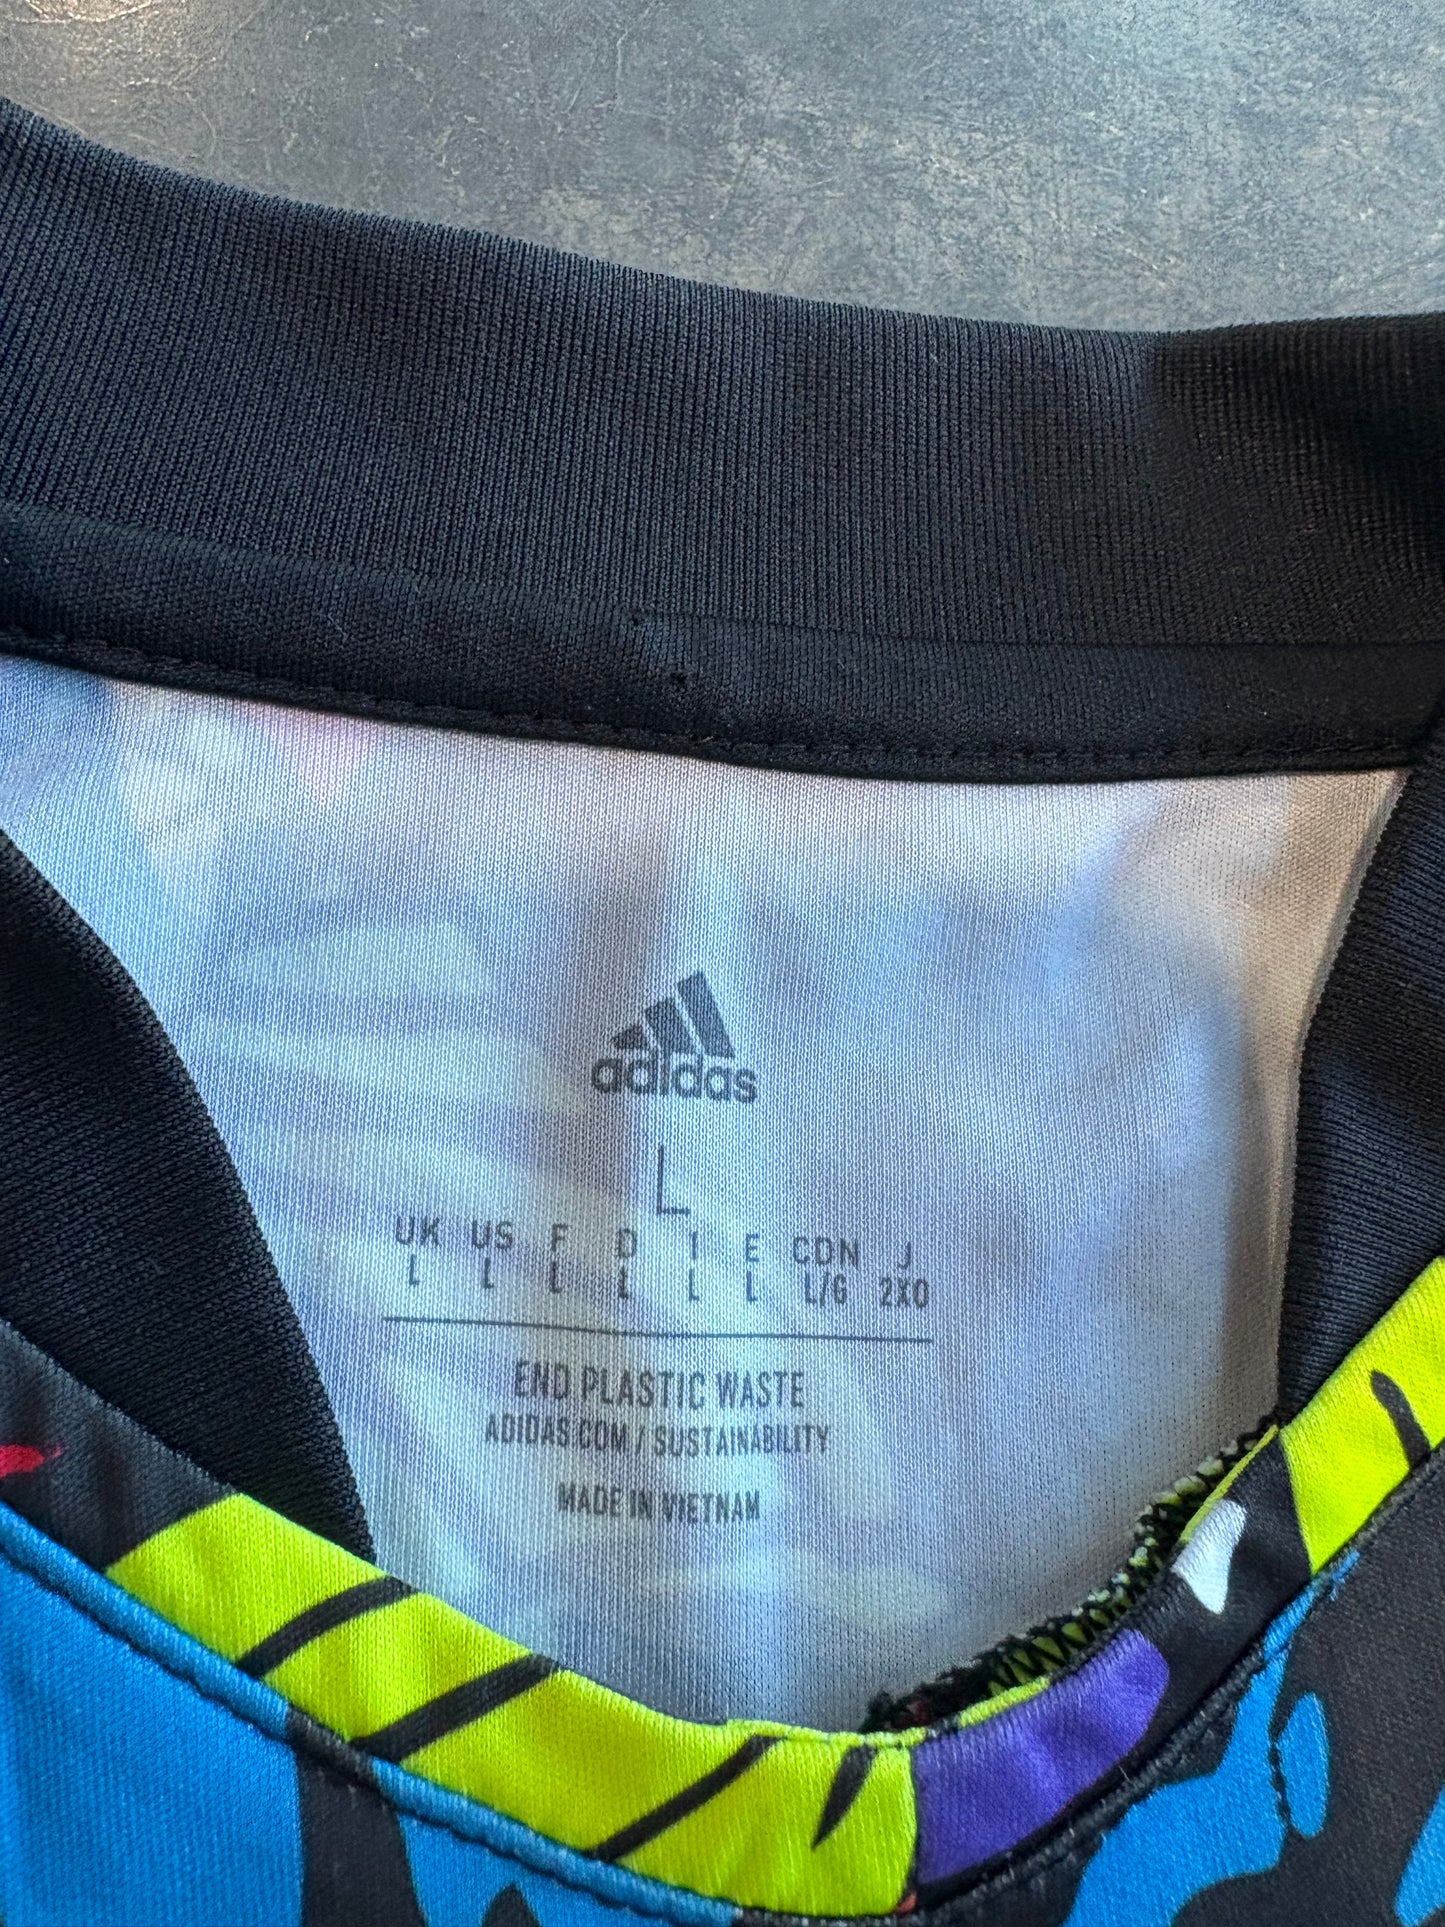 adidas
L
UK US F D I E CDN J
L L L L L L L/G 2XO
END PLASTIC WASTE
ADIDAS.COM / SUSTAINABILITY
MADE IN VIETNAM